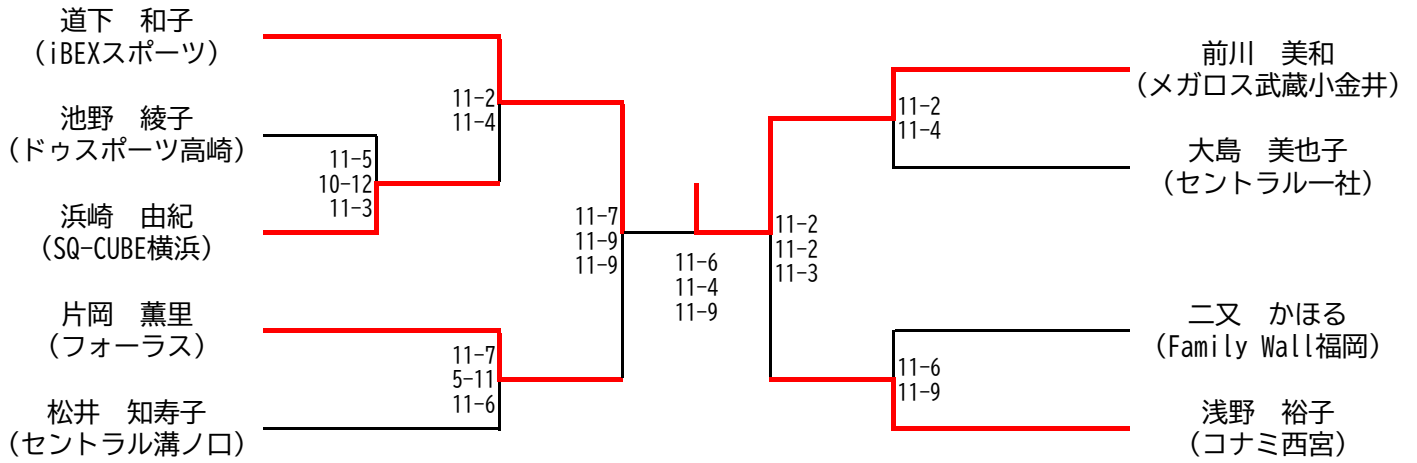 道下　和子
(iBEXスポーツ)
池野　綾子
(ドゥスポーツ高崎)
浜崎　由紀
(SQ-CUBE横浜)
片岡　薫里
(フォーラス)
松井　知寿子
(セントラル溝ノ口)
11-5
10-12
11-3
11-2
11-4
11-7
5-11
11-6
11-7
11-9
11-9
11-6
11-4
11-9
11-2
11-2
11-3
11-2
11-4
11-6
11-9
前川　美和
(メガロス武蔵小金井)
大島　美也子
(セントラル一社)
二又　かほる
(Family Wall福岡)
浅野　裕子
(コナミ西宮)